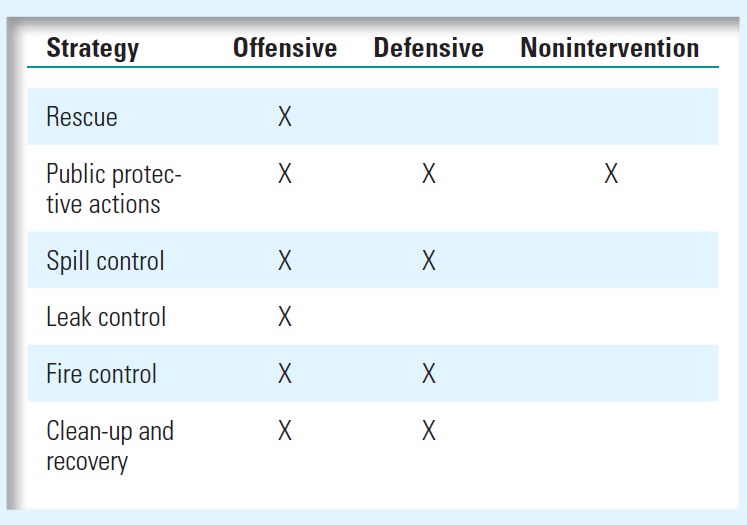 Strategy Offensive Defensive Nonintervention
Rescue X
Public protec- X X X
tive actions
Spill control X X
Leak control X
Fire control X X
Clean-up and X X
recovery